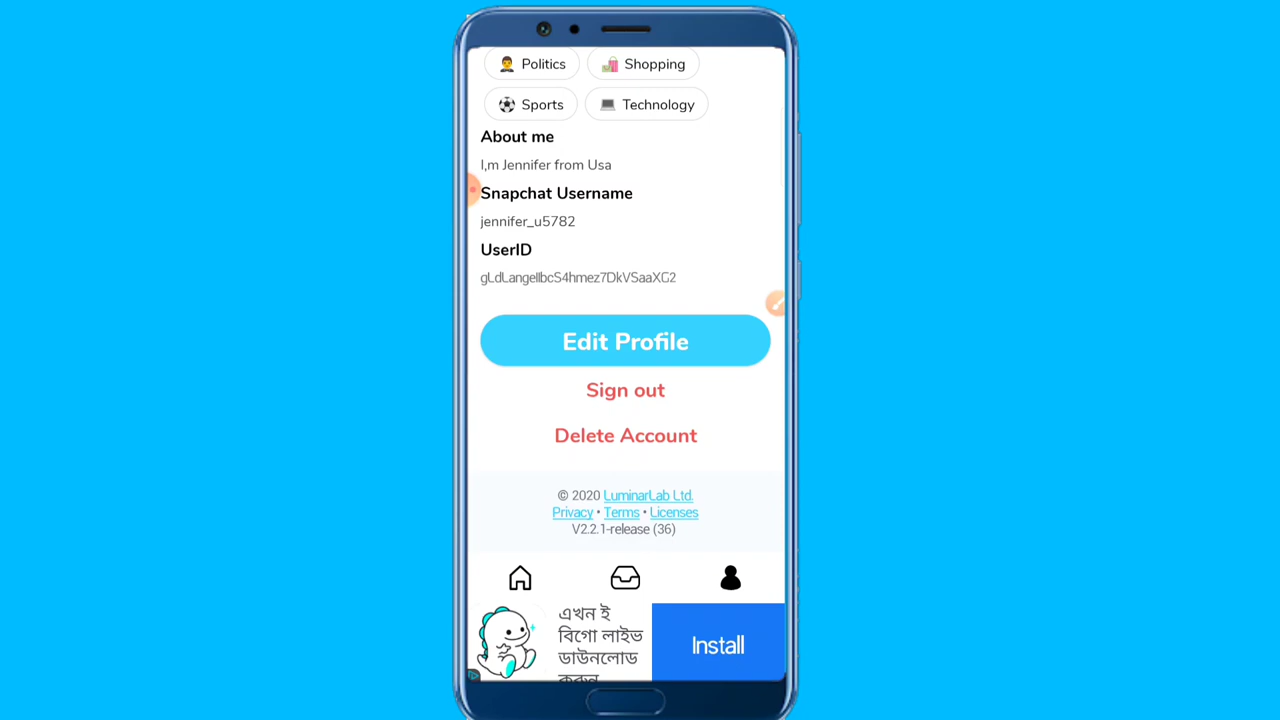 Politics
Shopping
Sports
Technology
About me
I,m Jennifer from Usa
Snapchat Username
jennifer_u5782
UserID
Edit Profile
Sign out
Delete Account
© 2020 LuminarLab Ltd.
Privacy • Terms • Licenses
V2.2.1-release (36)
এখন ই
বিগো লাইভ
ডাউনলোড
করুন
Install